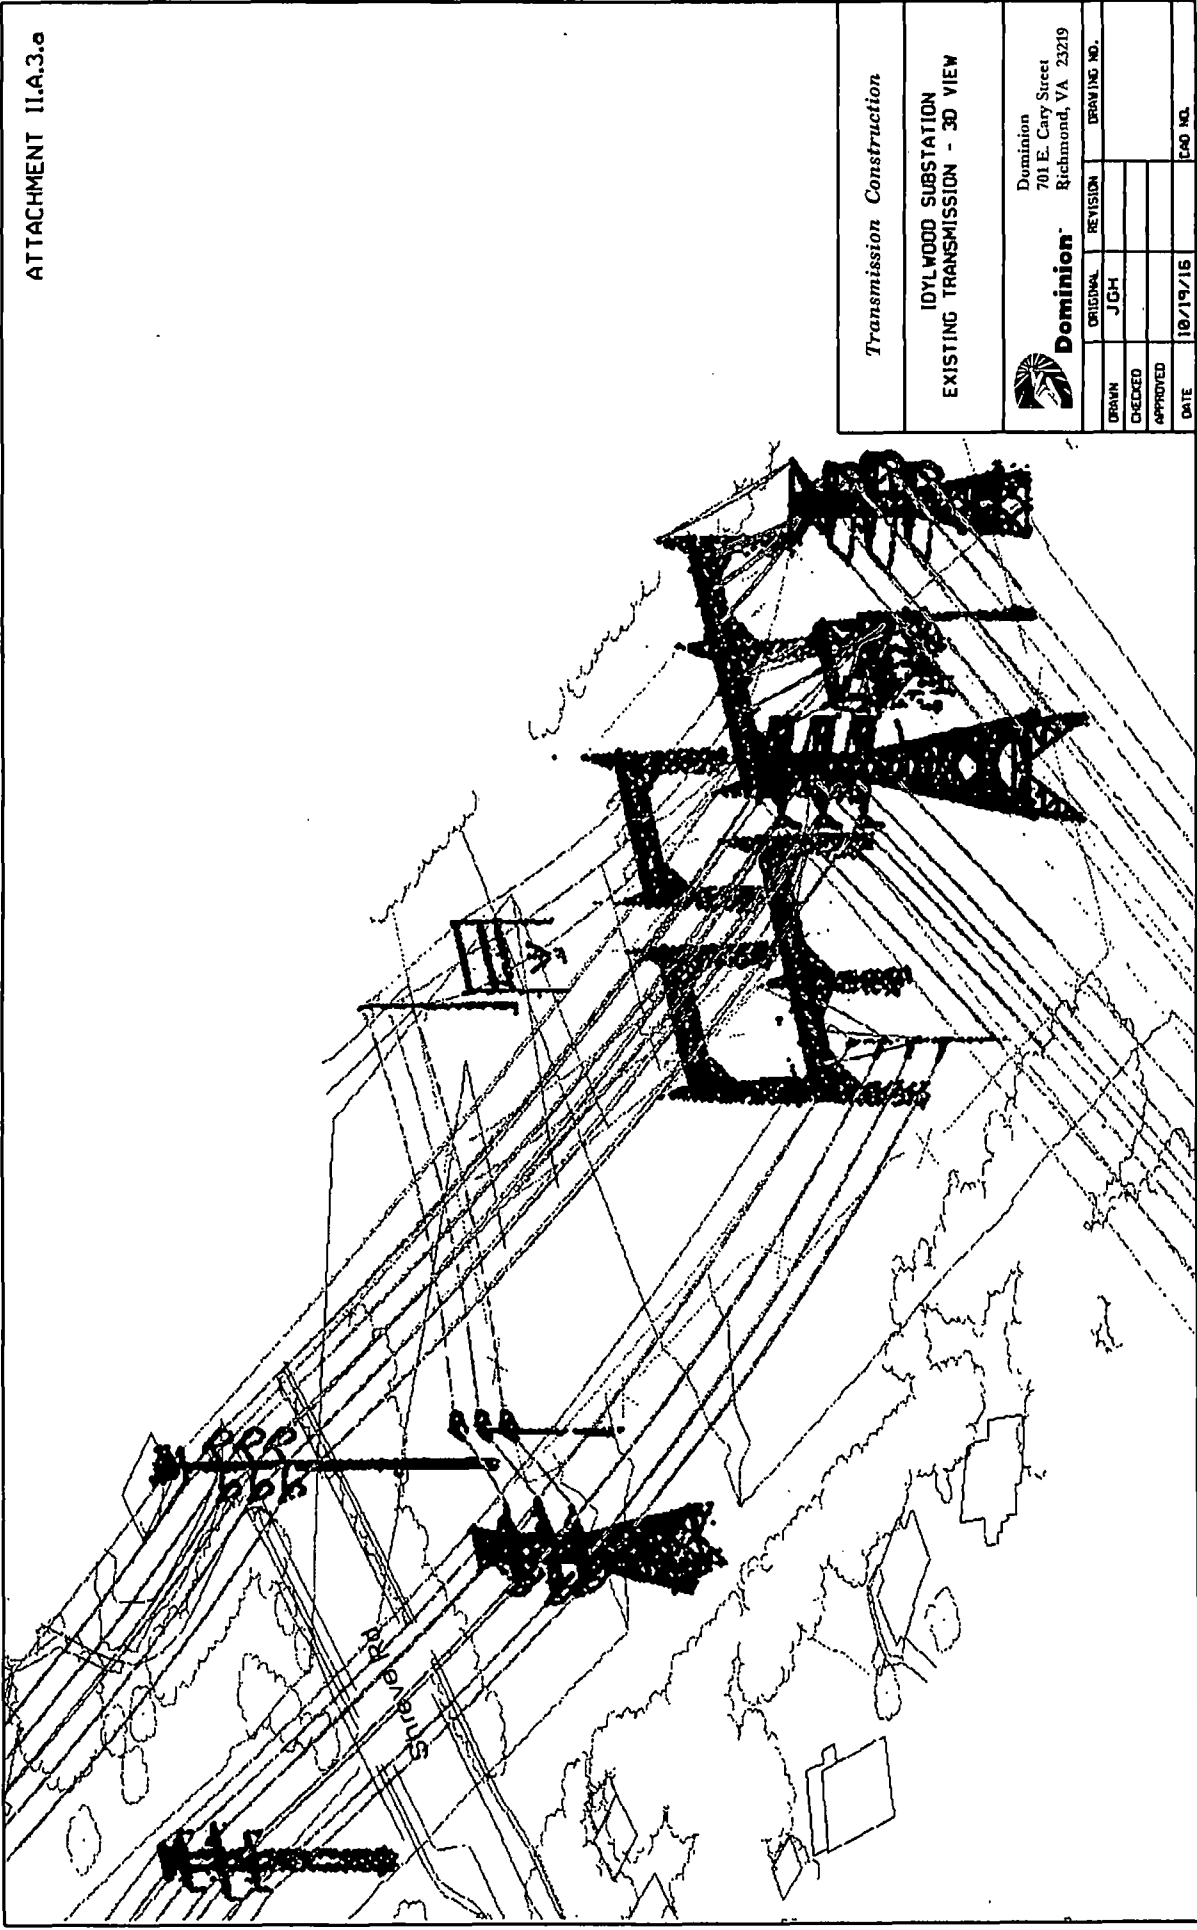 ATTACHMENT II.A.3.a
Shreve Rd
Transmission Construction
IDYLWOOD SUBSTATION
EXISTING TRANSMISSION - 3D VIEW
Dominion
Dominion
701 E. Cary Street
Richmond, VA 23219
ORIGINAL REVISION DRAWING NO.
DRAWN JGH
CHECKED
APPROVED
DATE 10/19/16 CAD NO.